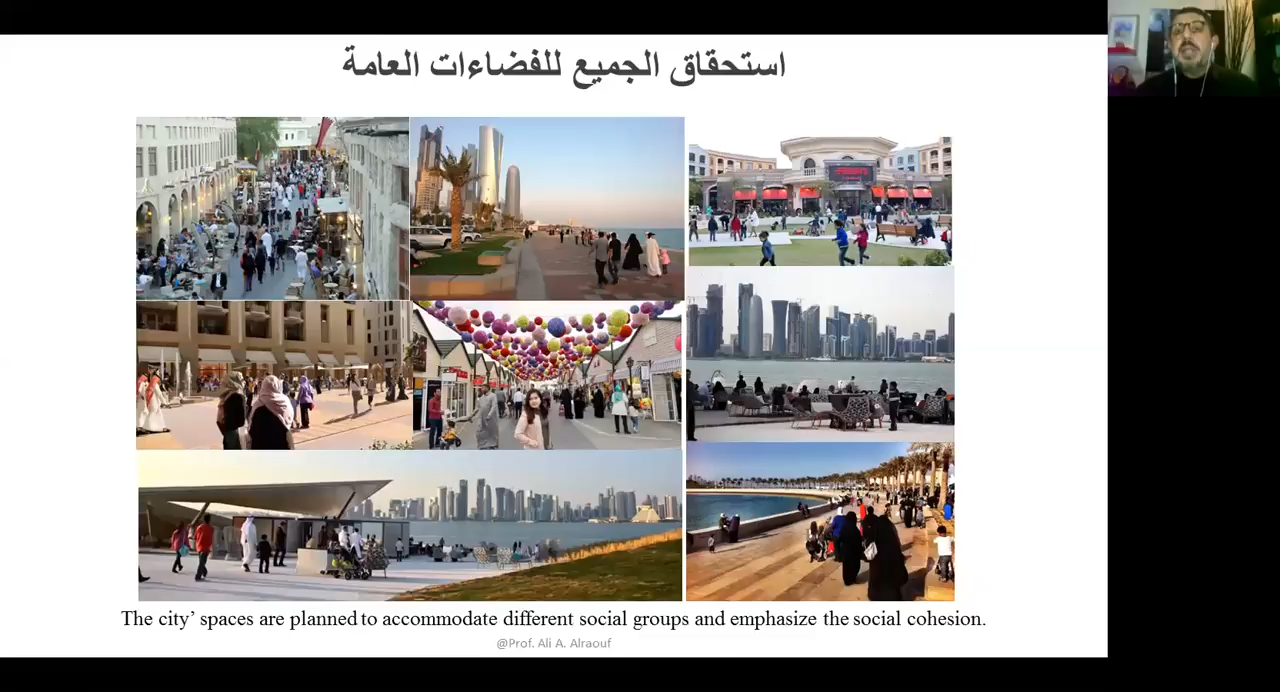 استحقاق الجميع للفضاءات العامة
The city’ spaces are planned to accommodate different social groups and emphasize the social cohesion.
@Prof. Ali A. Alraouf